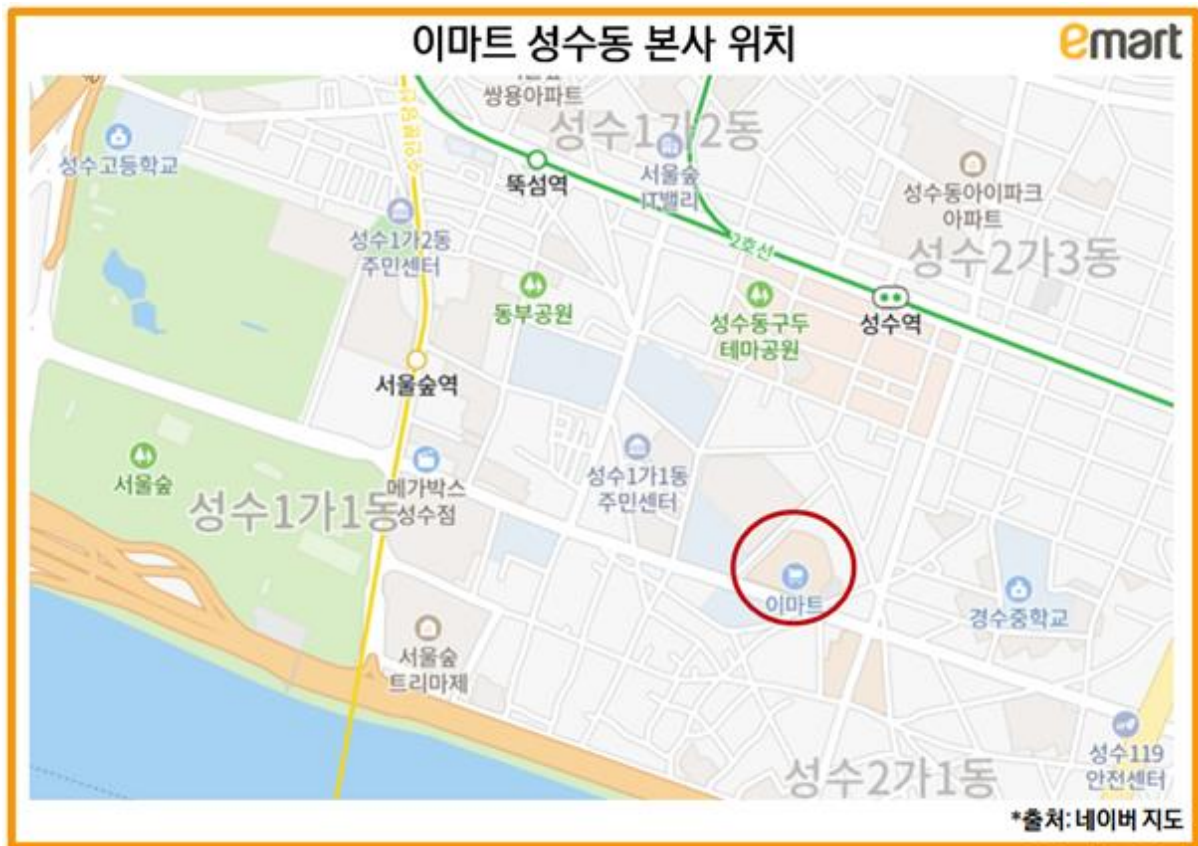 이마트 성수동 본사 위치
emart
쌍용아파트
성수1가2동
성수고등학교
수인분당선
뚝섬역
서울숲
IT밸리
성수동아이파크
아파트
성수1가2동
주민센터
2호선
성수2가3동
동부공원
성수동구두
테마공원
성수역
서울숲역
서울숲
메가박스
성수점
성수1가1동
주민센터
성수1가1동
이마트
경수중학교
서울숲
트리마제
성수2가1동
성수119
안전센터
*출처: 네이버 지도